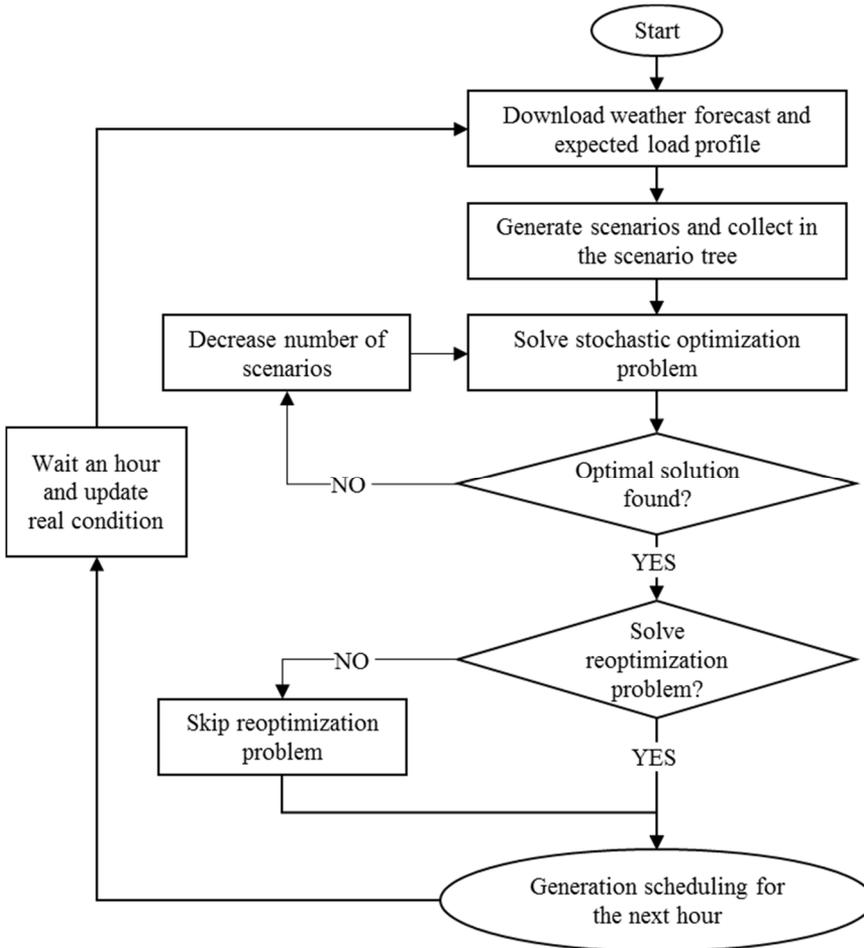 Start
Download weather forecast and
expected load profile
Generate scenarios and collect in
the scenario tree
Decrease number of
scenarios
Solve stochastic optimization
problem
Wait an hour
and update
real condition
Optimal solution
found?
NO
YES
Solve
reoptimization
problem?
NO
Skip reoptimization
problem
YES
Generation scheduling for
the next hour